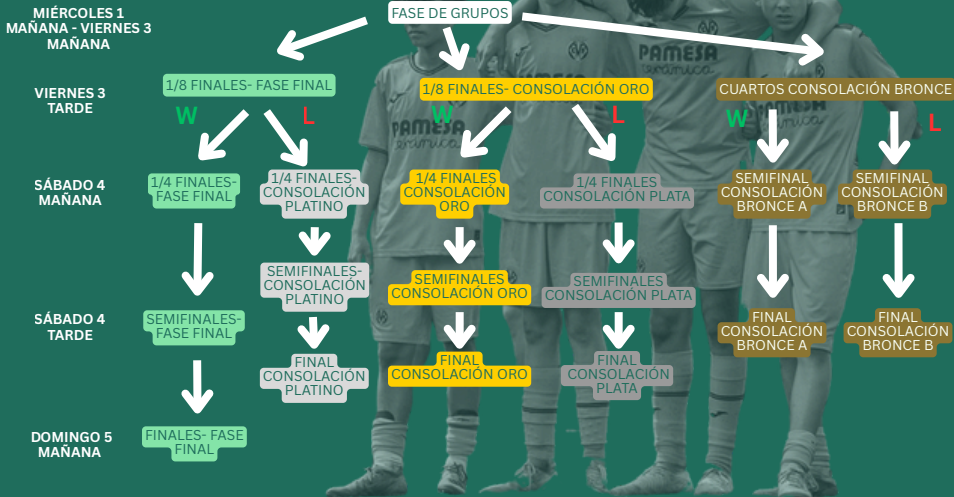 MIÉRCOLES 1
MAÑANA - VIERNES 3
MAÑANA
FASE DE GRUPOS
VIERNES 3
TARDE
1/8 FINALES- FASE FINAL
1/8 FINALES- CONSOLACIÓN ORO
CUARTOS CONSOLACIÓN BRONCE
W
L
W
L
W
L
SÁBADO 4
MAÑANA
1/4 FINALES-
FASE FINAL
1/4 FINALES-
CONSOLACIÓN
PLATINO
1/4 FINALES
CONSOLACIÓN
ORO
1/4 FINALES
CONSOLACIÓN PLATA
SEMIFINAL
CONSOLACIÓN
BRONCE A
SEMIFINAL
CONSOLACIÓN
BRONCE B
SEMIFINALES-
CONSOLACIÓN
PLATINO
SEMIFINALES
CONSOLACIÓN ORO
SEMIFINALES
CONSOLACIÓN PLATA
SÁBADO 4
TARDE
SEMIFINALES-
FASE FINAL
FINAL
CONSOLACIÓN
BRONCE A
FINAL
CONSOLACIÓN
BRONCE B
FINAL
CONSOLACIÓN
PLATINO
FINAL
CONSOLACIÓN ORO
FINAL
CONSOLACIÓN
PLATA
DOMINGO 5
MAÑANA
FINALES- FASE
FINAL
PAMESA
cerámica
PAMESA
cerámica